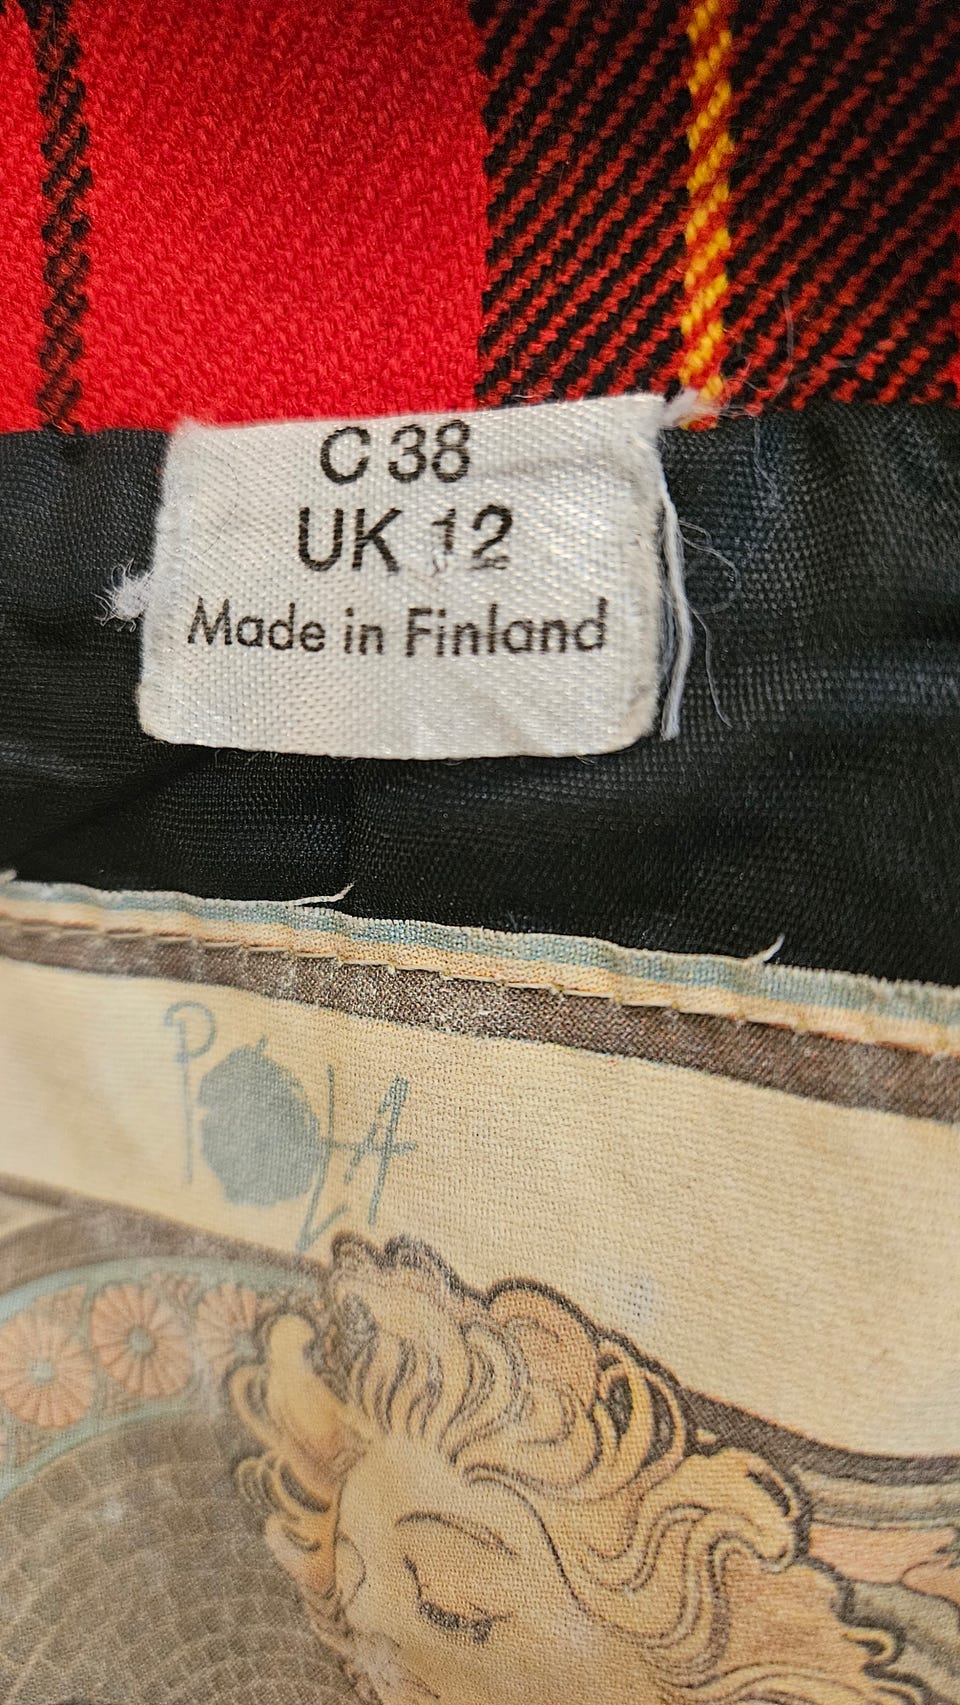 C 38
UK 12
Made in Finland
POLA